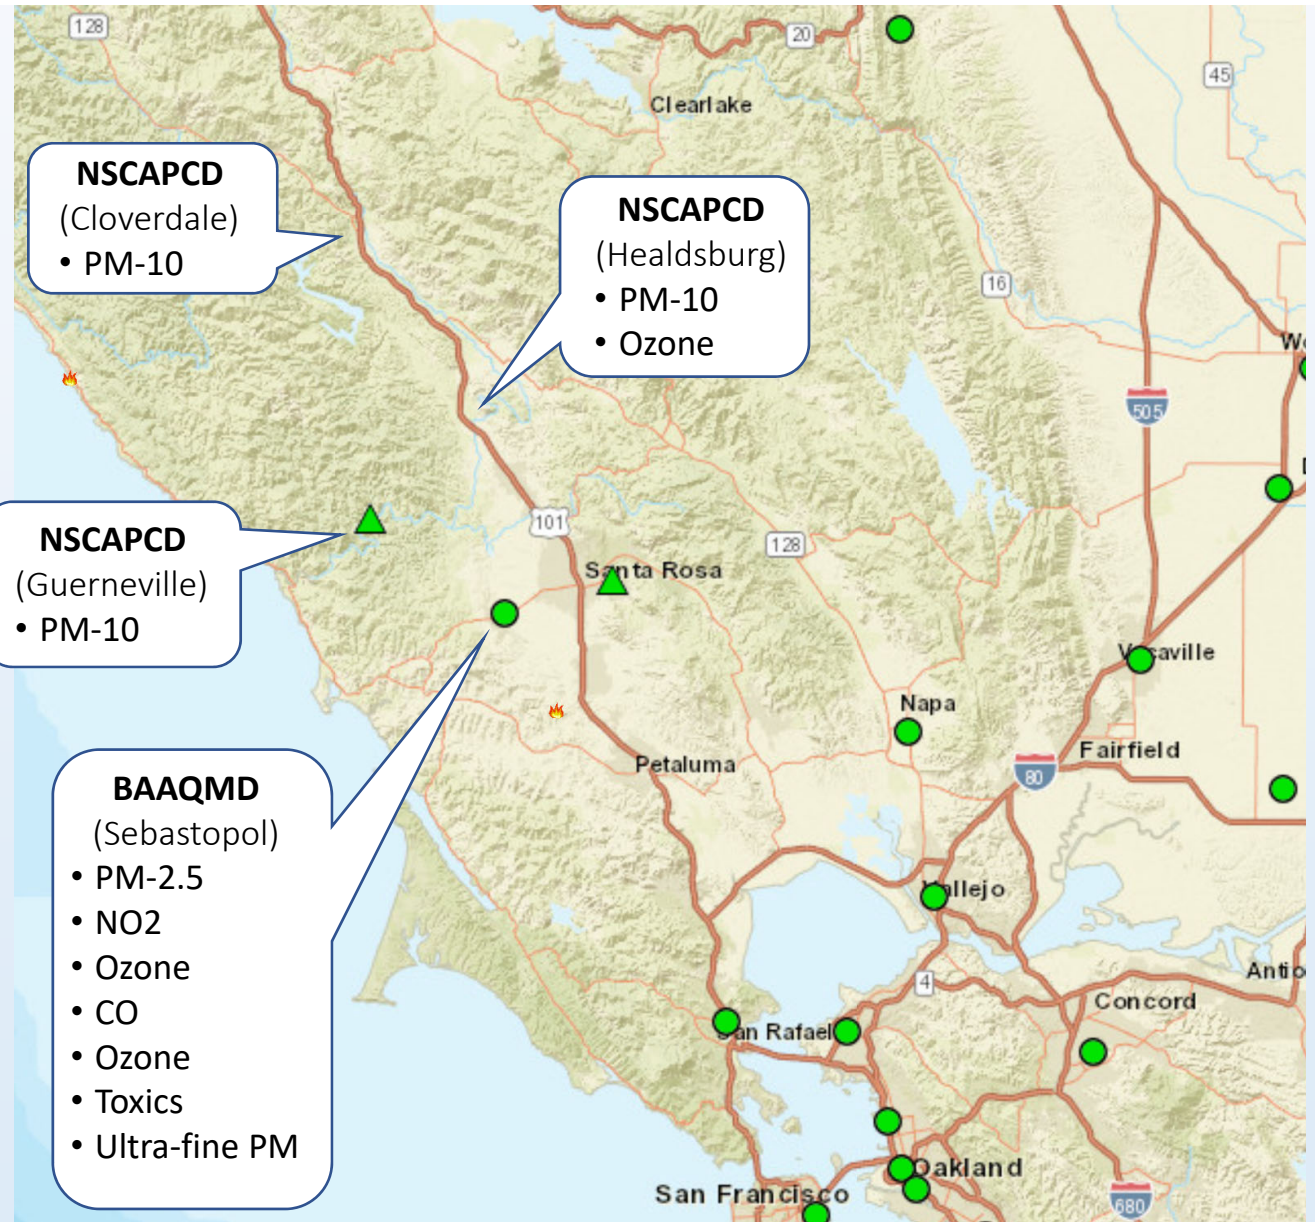 128
20
45
Clearlake
NSCAPCD
(Cloverdale)
• PM-10
NSCAPCD
(Healdsburg)
• PM-10
• Ozone
16
505
101
128
NSCAPCD
(Guerneville)
• PM-10
Santa Rosa
Vacaville
Napa
Petaluma
80
Fairfield
BAAQMD
(Sebastopol)
• PM-2.5
• NO2
• Ozone
• CO
• Ozone
• Toxics
• Ultra-fine PM
Vallejo
4
Antio
Concord
San Rafael
Oakland
San Francisco
680